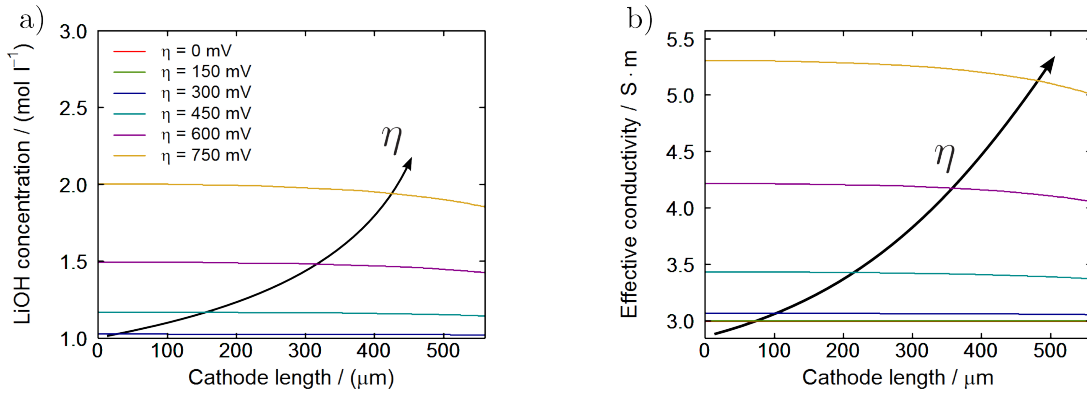 a)
LiOH concentration / (mol l⁻¹)
3.0
2.5
2.0
1.5
1.0
η = 0 mV
η = 150 mV
η = 300 mV
η = 450 mV
η = 600 mV
η = 750 mV
η
0 100 200 300 400 500
Cathode length / (μm)
b)
Effective conductivity / S · m
5.5
5.0
4.5
4.0
3.5
3.0
η
0 100 200 300 400 500
Cathode length / μm